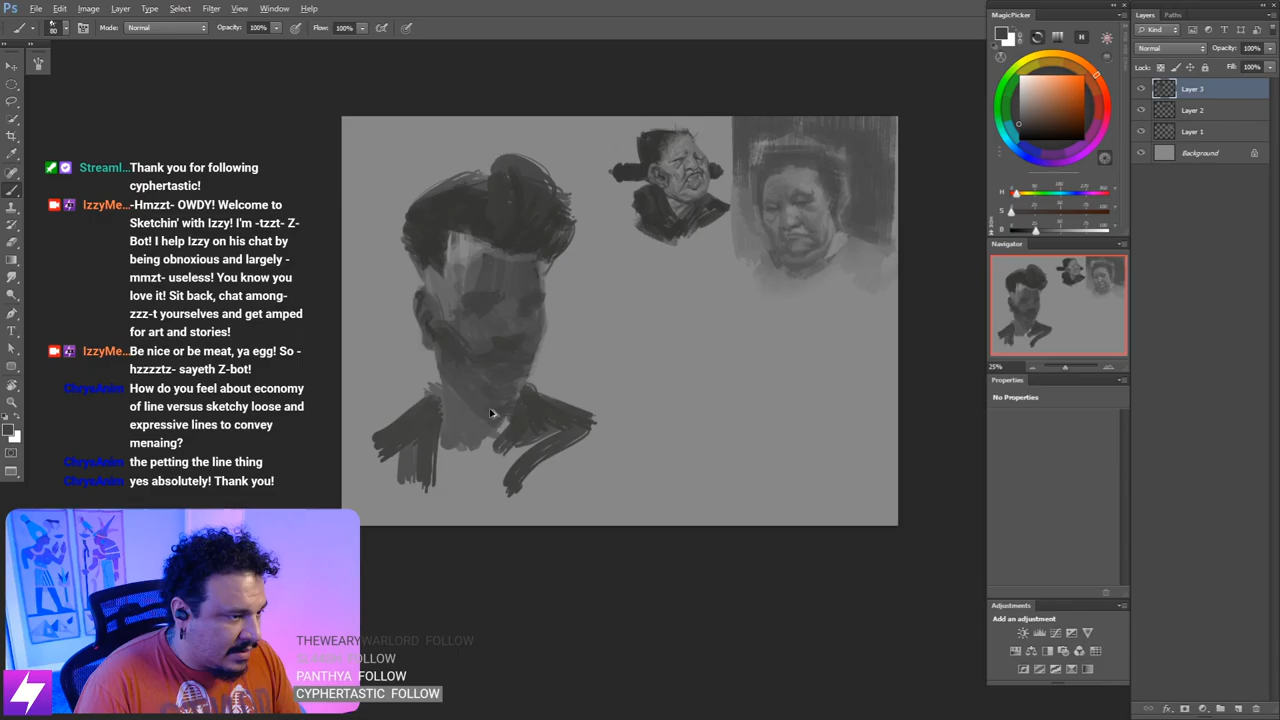 Ps File Edit Image Layer Type Select Filter View Window Help
80 Mode: Normal Opacity: 100% Flow: 100%
Streaml... Thank you for following
cyphertastic!
IzzyMe... -Hmzzt- OWDY! Welcome to
Sketchin' with Izzy! I'm -tzzt- Z-
Bot! I help Izzy on his chat by
being obnoxious and largely -
mmzt- useless! You know you
love it! Sit back, chat among-
zzz-t yourselves and get amped
for art and stories!
IzzyMe... Be nice or be meat, ya egg! So -
hzzzztz- sayeth Z-bot!
How do you feel about economy
of line versus sketchy loose and
expressive lines to convey
menaing?
the petting the line thing
yes absolutely! Thank you!
THEWEARYWARLORD FOLLOW
FOLLOW
PANTHYA FOLLOW
CYPHERTASTIC FOLLOW
MagicPicker
H
H
S
B
Navigator
25%
Properties
No Properties
Adjustments
Add an adjustment
Layers Paths
Kind
Normal Opacity: 100%
Lock: Fill: 100%
Layer 3
Layer 2
Layer 1
Background